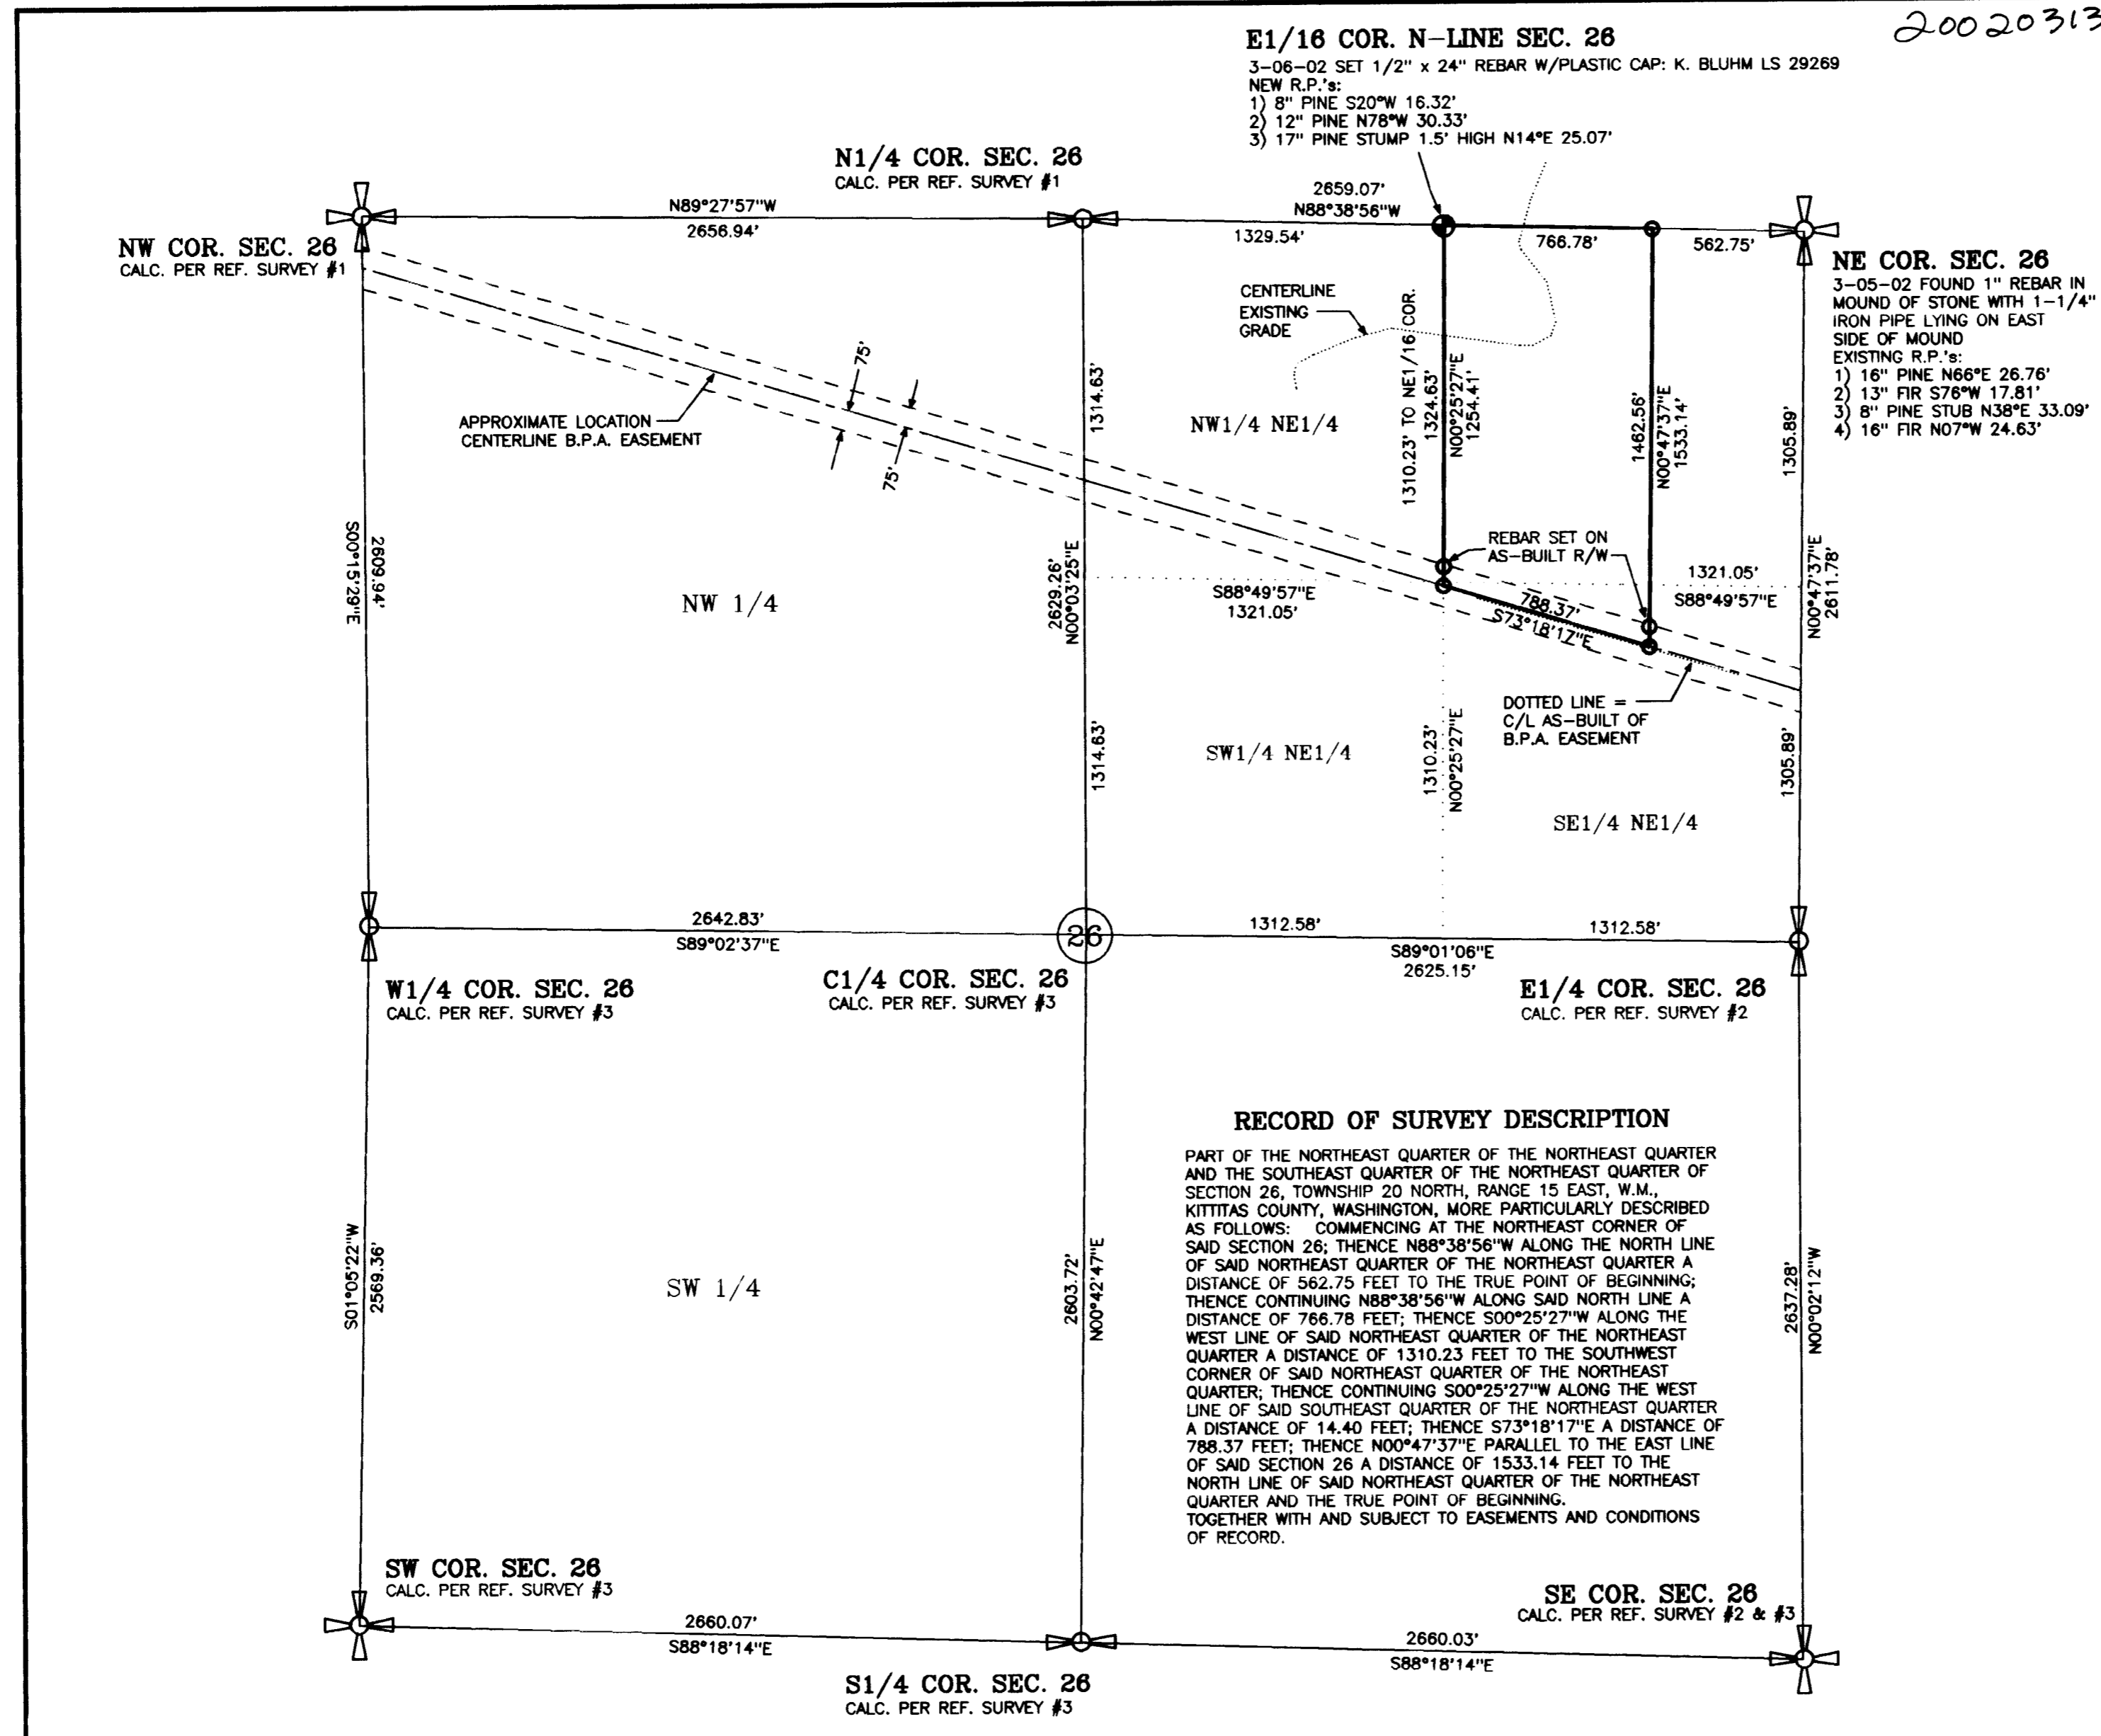 20020313
E1/16 COR. N-LINE SEC. 26
3-06-02 SET 1/2" x 24" REBAR W/PLASTIC CAP: K. BLUHM LS 29269
NEW R.P.'s:
1) 8" PINE S20°W 16.32'
2) 12" PINE N78°W 30.33'
3) 17" PINE STUMP 1.5' HIGH N14°E 25.07'
N1/4 COR. SEC. 26
CALC. PER REF. SURVEY #1
N89°27'57"W
2656.94'
2659.07'
N88°38'56"W
1329.54'
766.78'
562.75'
NW COR. SEC. 26
CALC. PER REF. SURVEY #1
NE COR. SEC. 26
3-05-02 FOUND 1" REBAR IN
MOUND OF STONE WITH 1-1/4"
IRON PIPE LYING ON EAST
SIDE OF MOUND
EXISTING R.P.'s:
1) 16" PINE N66°E 26.76'
2) 13" FIR S76°W 17.81'
3) 8" PINE STUB N38°E 33.09'
4) 16" FIR N07°W 24.63'
CENTERLINE
EXISTING
GRADE
APPROXIMATE LOCATION
CENTERLINE B.P.A. EASEMENT
75'
75'
1314.63'
NW1/4 NE1/4
1310.23' TO NE1/16 COR.
1324.63'
N00°25'27"E
1254.41'
1462.56'
N00°47'37"E
1533.14'
1305.89'
REBAR SET ON
AS-BUILT R/W
S00°15'29"E
2609.94'
NW 1/4
2629.26'
N00°03'25"E
S88°49'57"E
1321.05'
788.37'
S73°18'17"E
1321.05'
S88°49'57"E
N00°47'37"E
2611.78'
DOTTED LINE =
C/L AS-BUILT OF
B.P.A. EASEMENT
1314.63'
SW1/4 NE1/4
1310.23'
N00°25'27"E
1305.89'
SE1/4 NE1/4
2642.83'
S89°02'37"E
26
1312.58'
1312.58'
S89°01'06"E
2625.15'
W1/4 COR. SEC. 26
CALC. PER REF. SURVEY #3
C1/4 COR. SEC. 26
CALC. PER REF. SURVEY #3
E1/4 COR. SEC. 26
CALC. PER REF. SURVEY #2
RECORD OF SURVEY DESCRIPTION
PART OF THE NORTHEAST QUARTER OF THE NORTHEAST QUARTER
AND THE SOUTHEAST QUARTER OF THE NORTHEAST QUARTER OF
SECTION 26, TOWNSHIP 20 NORTH, RANGE 15 EAST, W.M.,
KITTITAS COUNTY, WASHINGTON, MORE PARTICULARLY DESCRIBED
AS FOLLOWS: COMMENCING AT THE NORTHEAST CORNER OF
SAID SECTION 26; THENCE N88°38'56"W ALONG THE NORTH LINE
OF SAID NORTHEAST QUARTER OF THE NORTHEAST QUARTER A
DISTANCE OF 562.75 FEET TO THE TRUE POINT OF BEGINNING;
THENCE CONTINUING N88°38'56"W ALONG SAID NORTH LINE A
DISTANCE OF 766.78 FEET; THENCE S00°25'27"W ALONG THE
WEST LINE OF SAID NORTHEAST QUARTER OF THE NORTHEAST
QUARTER A DISTANCE OF 1310.23 FEET TO THE SOUTHWEST
CORNER OF SAID NORTHEAST QUARTER OF THE NORTHEAST
QUARTER; THENCE CONTINUING S00°25'27"W ALONG THE WEST
LINE OF SAID SOUTHEAST QUARTER OF THE NORTHEAST QUARTER
A DISTANCE OF 14.40 FEET; THENCE S73°18'17"E A DISTANCE OF
788.37 FEET; THENCE N00°47'37"E PARALLEL TO THE EAST LINE
OF SAID SECTION 26 A DISTANCE OF 1533.14 FEET TO THE
NORTH LINE OF SAID NORTHEAST QUARTER OF THE NORTHEAST
QUARTER AND THE TRUE POINT OF BEGINNING.
TOGETHER WITH AND SUBJECT TO EASEMENTS AND CONDITIONS
OF RECORD.
S01°05'22"W
2569.36'
SW 1/4
2603.72'
N00°42'47"E
2637.28'
N00°02'12"W
SW COR. SEC. 26
CALC. PER REF. SURVEY #3
2660.07'
S88°18'14"E
S1/4 COR. SEC. 26
CALC. PER REF. SURVEY #3
2660.03'
S88°18'14"E
SE COR. SEC. 26
CALC. PER REF. SURVEY #2 & #3